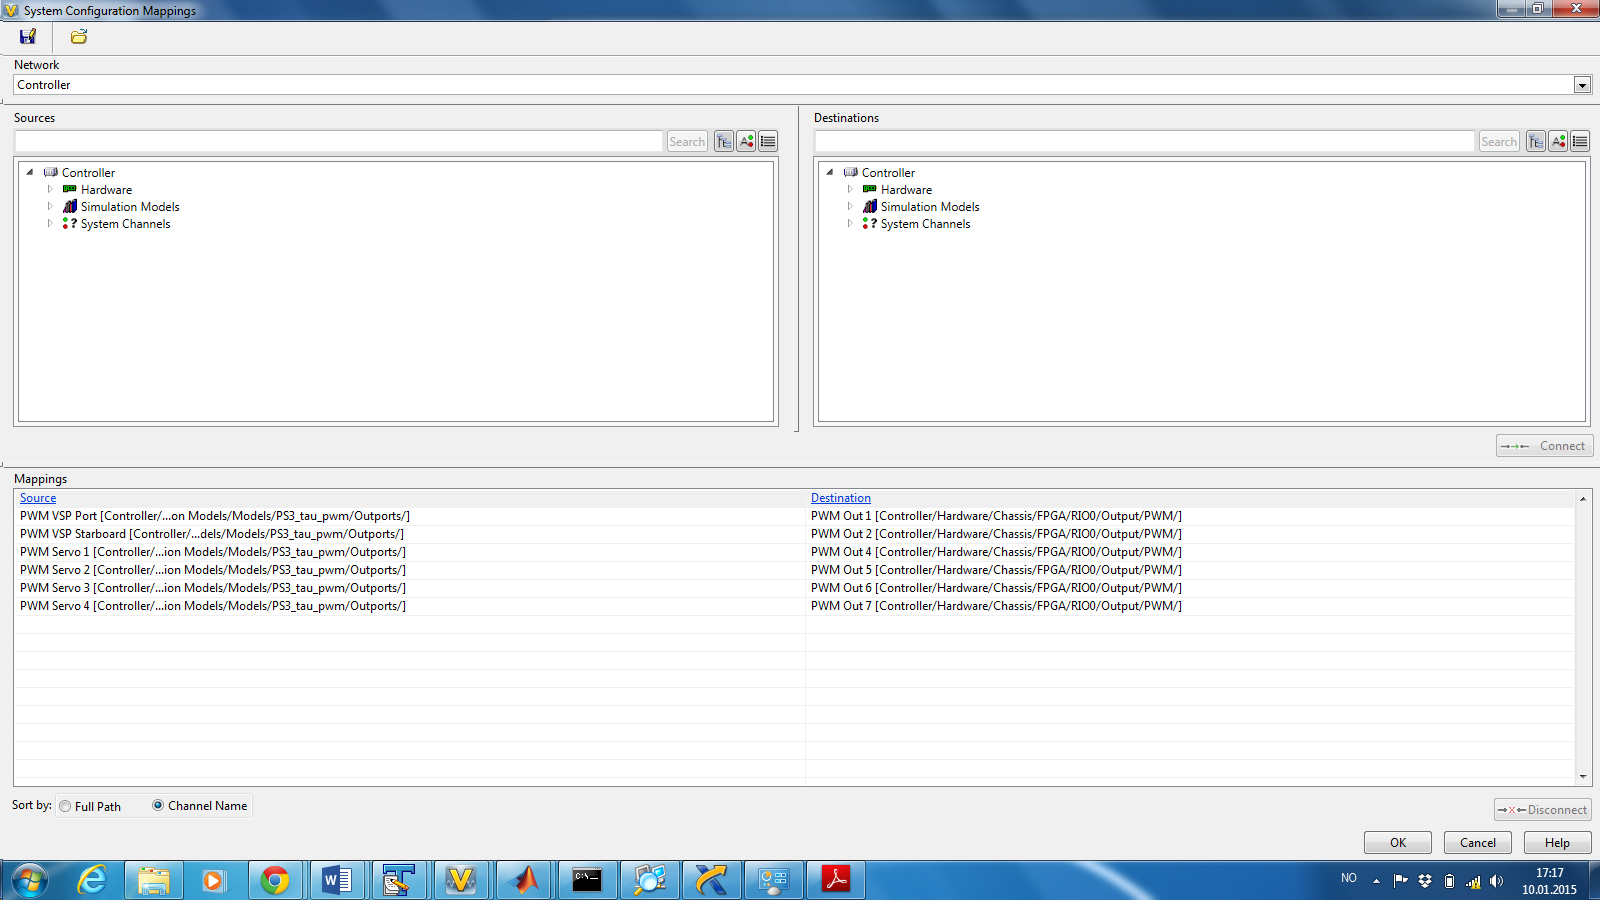 System Configuration Mappings
Network
Controller
Sources
Destinations
Search
Search
Controller
Hardware
Simulation Models
System Channels
Controller
Hardware
Simulation Models
System Channels
Connect
Mappings
Source Destination
PWM VSP Port [Controller/...on Models/Models/PS3_tau_pwm/Outports/] PWM Out 1 [Controller/Hardware/Chassis/FPGA/RIO0/Output/PWM/]
PWM VSP Starboard [Controller/...dels/Models/PS3_tau_pwm/Outports/] PWM Out 2 [Controller/Hardware/Chassis/FPGA/RIO0/Output/PWM/]
PWM Servo 1 [Controller/...ion Models/Models/PS3_tau_pwm/Outports/] PWM Out 4 [Controller/Hardware/Chassis/FPGA/RIO0/Output/PWM/]
PWM Servo 2 [Controller/...ion Models/Models/PS3_tau_pwm/Outports/] PWM Out 5 [Controller/Hardware/Chassis/FPGA/RIO0/Output/PWM/]
PWM Servo 3 [Controller/...ion Models/Models/PS3_tau_pwm/Outports/] PWM Out 6 [Controller/Hardware/Chassis/FPGA/RIO0/Output/PWM/]
PWM Servo 4 [Controller/...ion Models/Models/PS3_tau_pwm/Outports/] PWM Out 7 [Controller/Hardware/Chassis/FPGA/RIO0/Output/PWM/]
Sort by: Full Path Channel Name
Disconnect
OK Cancel Help
NO
17:17
10.01.2015